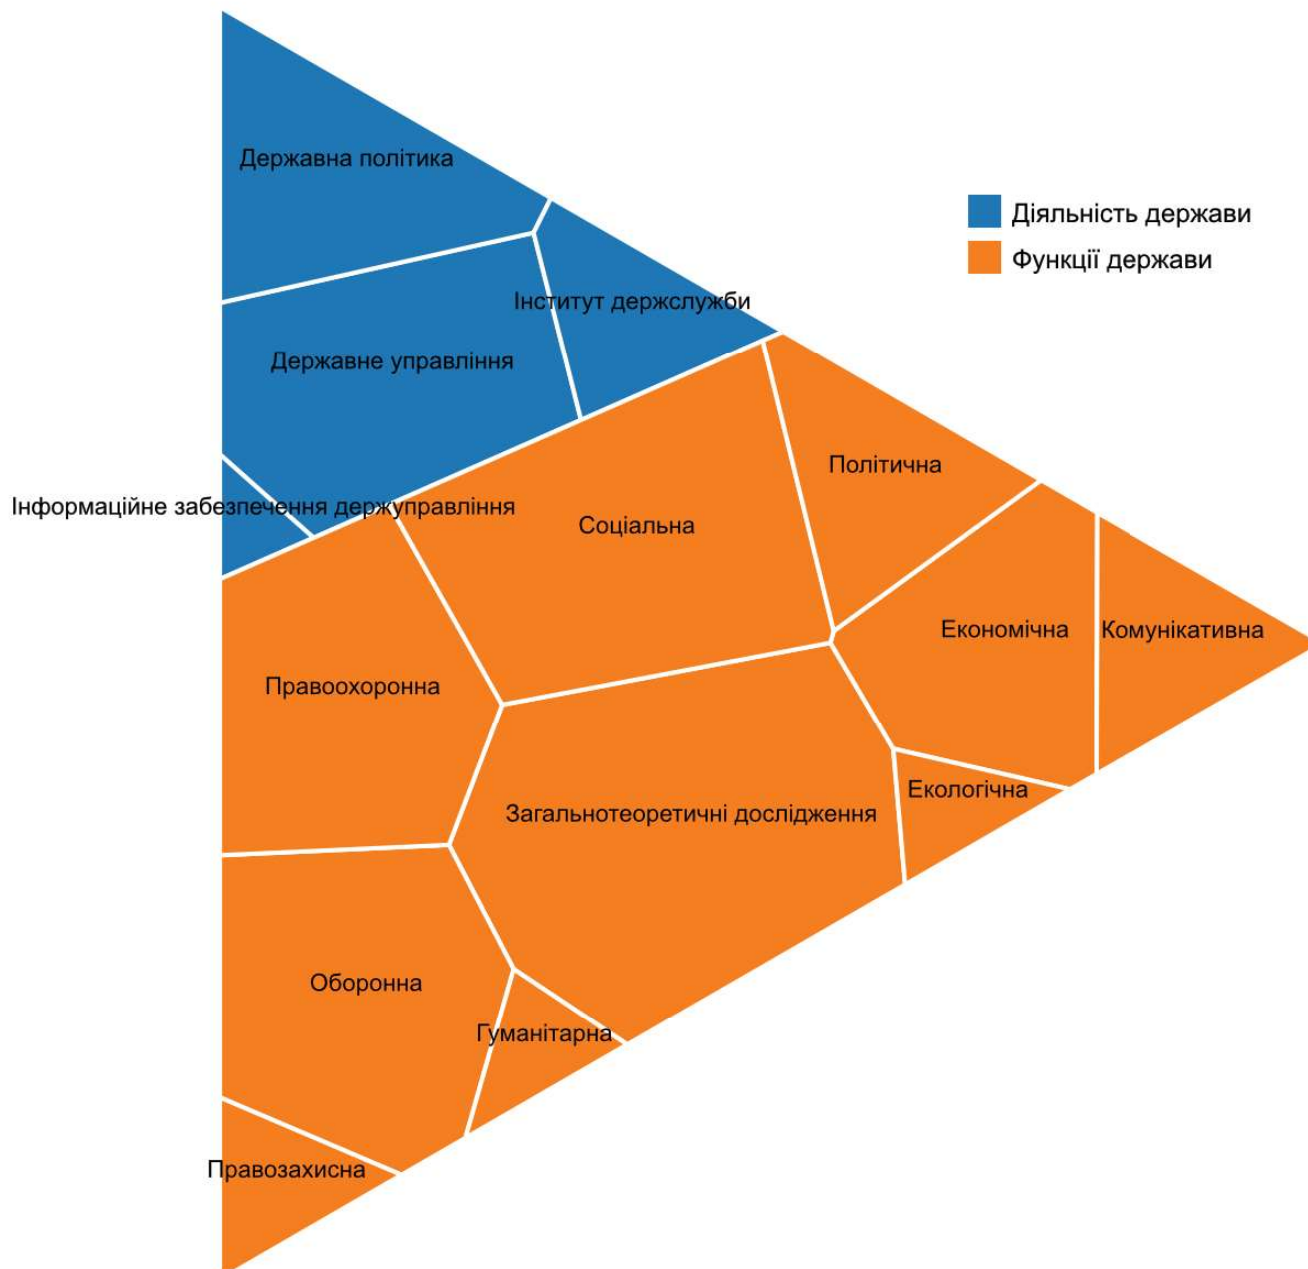 Державна політика
Діяльність держави
Функції держави
Інститут держслужби
Державне управління
Політична
Інформаційне забезпечення держуправління
Соціальна
Економічна
Комунікативна
Правоохоронна
Екологічна
Загальнотеоретичні дослідження
Оборонна
Гуманітарна
Правозахисна